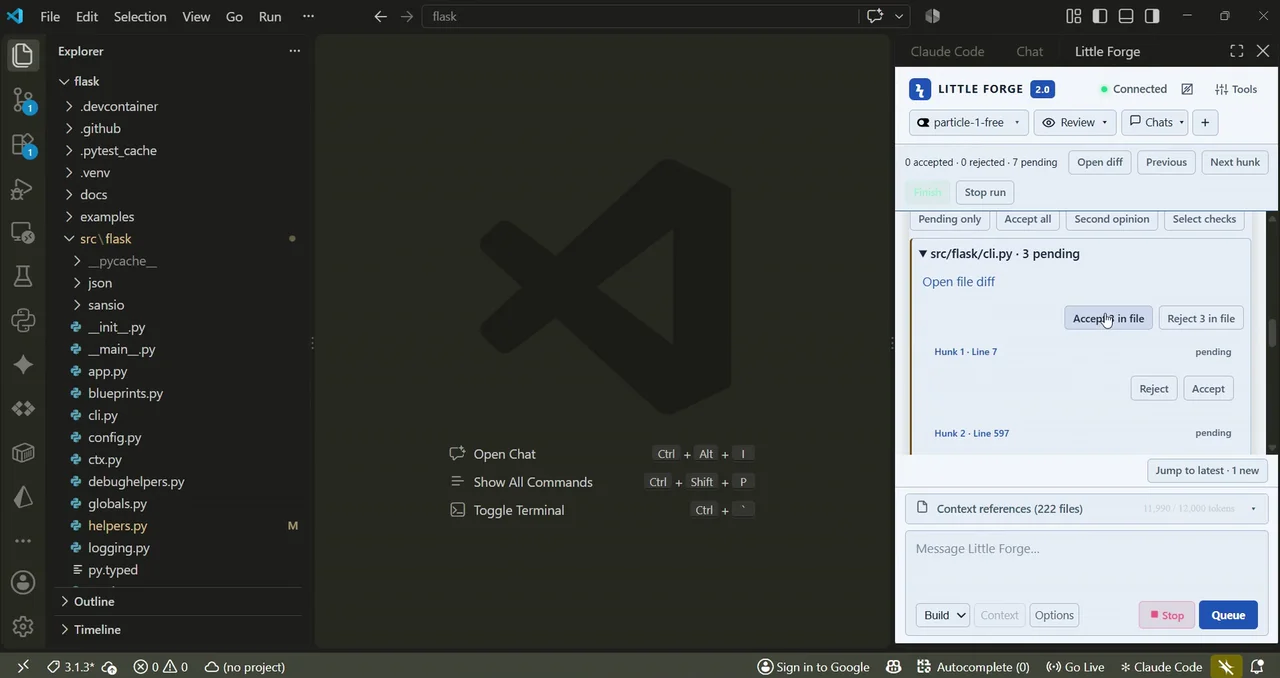 File Edit Selection View Go Run ··· flask
Explorer ···
flask
.devcontainer
.github
.pytest_cache
.venv
docs
examples
src\flask
__pycache__
json
sansio
__init__.py
__main__.py
app.py
blueprints.py
cli.py
config.py
ctx.py
debughelpers.py
globals.py
helpers.py M
logging.py
py.typed
Outline
Timeline
1
1
Open Chat Ctrl + Alt + I
Show All Commands Ctrl + Shift + P
Toggle Terminal Ctrl + `
Claude Code Chat Little Forge
LITTLE FORGE 2.0 Connected Tools
particle-1-free Review Chats +
0 accepted · 0 rejected · 7 pending Open diff Previous Next hunk
Finish Stop run
Pending only Accept all Second opinion Select checks
src/flask/cli.py · 3 pending
Open file diff
Accept 3 in file Reject 3 in file
Hunk 1 · Line 7 pending
Reject Accept
Hunk 2 · Line 597 pending
Jump to latest · 1 new
Context references (222 files) 11,990 / 12,000 tokens
Message Little Forge...
Build Context Options Stop Queue
3.1.3* 0 0 (no project) Sign in to Google Autocomplete (0) Go Live Claude Code